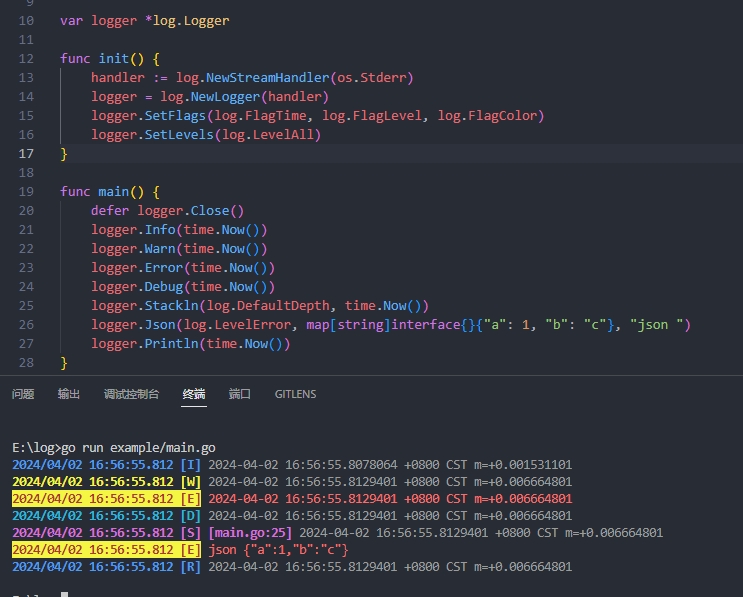 9
10 var logger *log.Logger
11
12 func init() {
13 handler := log.NewStreamHandler(os.Stderr)
14 logger = log.NewLogger(handler)
15 logger.SetFlags(log.FlagTime, log.FlagLevel, log.FlagColor)
16 logger.SetLevels(log.LevelAll)
17 }
18
19 func main() {
20 defer logger.Close()
21 logger.Info(time.Now())
22 logger.Warn(time.Now())
23 logger.Error(time.Now())
24 logger.Debug(time.Now())
25 logger.Stackln(log.DefaultDepth, time.Now())
26 logger.Json(log.LevelError, map[string]interface{}{"a": 1, "b": "c"}, "json ")
27 logger.Println(time.Now())
28 }
问题 输出 调试控制台 终端 端口 GITLENS
E:\log>go run example/main.go
2024/04/02 16:56:55.812 [I] 2024-04-02 16:56:55.8078064 +0800 CST m=+0.001531101
2024/04/02 16:56:55.812 [W] 2024-04-02 16:56:55.8129401 +0800 CST m=+0.006664801
2024/04/02 16:56:55.812 [E] 2024-04-02 16:56:55.8129401 +0800 CST m=+0.006664801
2024/04/02 16:56:55.812 [D] 2024-04-02 16:56:55.8129401 +0800 CST m=+0.006664801
2024/04/02 16:56:55.812 [S] [main.go:25] 2024-04-02 16:56:55.8129401 +0800 CST m=+0.006664801
2024/04/02 16:56:55.812 [E] json {"a":1,"b":"c"}
2024/04/02 16:56:55.812 [R] 2024-04-02 16:56:55.8129401 +0800 CST m=+0.006664801